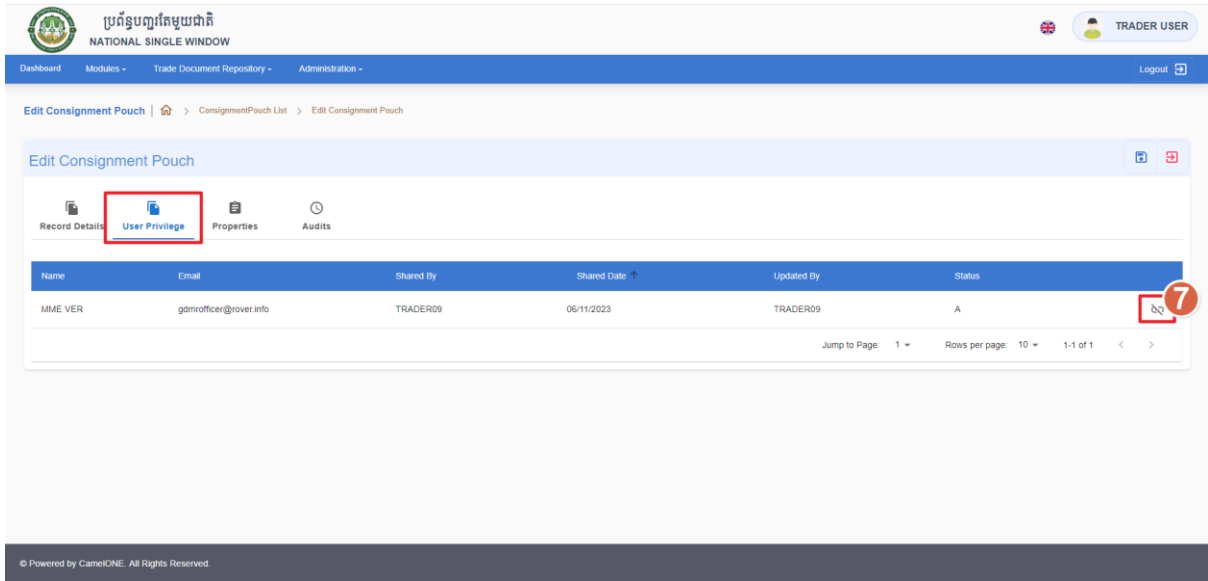 ប្រព័ន្ធបញ្ជរតែមួយជាតិ
NATIONAL SINGLE WINDOW
TRADER USER
Dashboard Modules Trade Document Repository Administration Logout
Edit Consignment Pouch | > ConsignmentPouch List > Edit Consignment Pouch
Edit Consignment Pouch
Record Details User Privilege Properties Audits
Name Email Shared By Shared Date ↑ Updated By Status
MME VER gdmrofficer@rover.info TRADER09 06/11/2023 TRADER09 A
7
Jump to Page: 1 Rows per page: 10 1-1 of 1 < >
© Powered by CamelONE. All Rights Reserved.